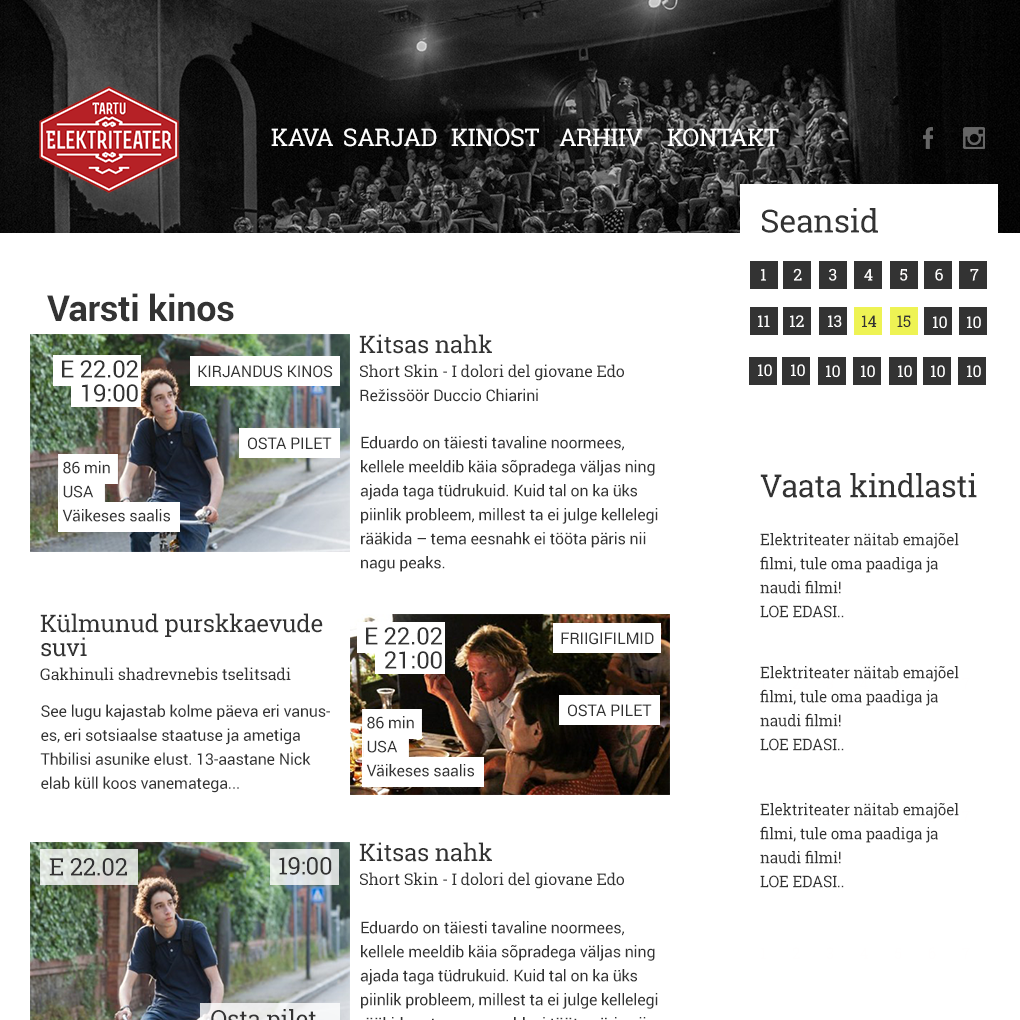 TARTU
ELEKTRITEATER
KAVA SARJAD KINOST ARHIIV KONTAKT
Seansid
1 2 3 4 5 6 7
11 12 13 14 15 10 10
10 10 10 10 10 10 10
Varsti kinos
E 22.02
19:00
KIRJANDUS KINOS
OSTA PILET
86 min
USA
Väikeses saalis
Kitsas nahk
Short Skin - I dolori del giovane Edo
Režissöör Duccio Chiarini
Eduardo on täiesti tavaline noormees,
kellele meeldib käia sõpradega väljas ning
ajada taga tüdrukuid. Kuid tal on ka üks
piinlik probleem, millest ta ei julge kellelegi
rääkida – tema eesnahk ei tööta päris nii
nagu peaks.
Külmunud purskkaevude
suvi
Gakhinuli shadrevnebis tselitsadi
See lugu kajastab kolme päeva eri vanus-
es, eri sotsiaalse staatuse ja ametiga
Thbilisi asunike elust. 13-aastane Nick
elab küll koos vanematega...
E 22.02
21:00
FRIIGIFILMID
OSTA PILET
86 min
USA
Väikeses saalis
E 22.02
19:00
Osta pilet
Kitsas nahk
Short Skin - I dolori del giovane Edo
Eduardo on täiesti tavaline noormees,
kellele meeldib käia sõpradega väljas ning
ajada taga tüdrukuid. Kuid tal on ka üks
piinlik probleem, millest ta ei julge kellelegi
Vaata kindlasti
Elektriteater näitab emajõel
filmi, tule oma paadiga ja
naudi filmi!
LOE EDASI..
Elektriteater näitab emajõel
filmi, tule oma paadiga ja
naudi filmi!
LOE EDASI..
Elektriteater näitab emajõel
filmi, tule oma paadiga ja
naudi filmi!
LOE EDASI..